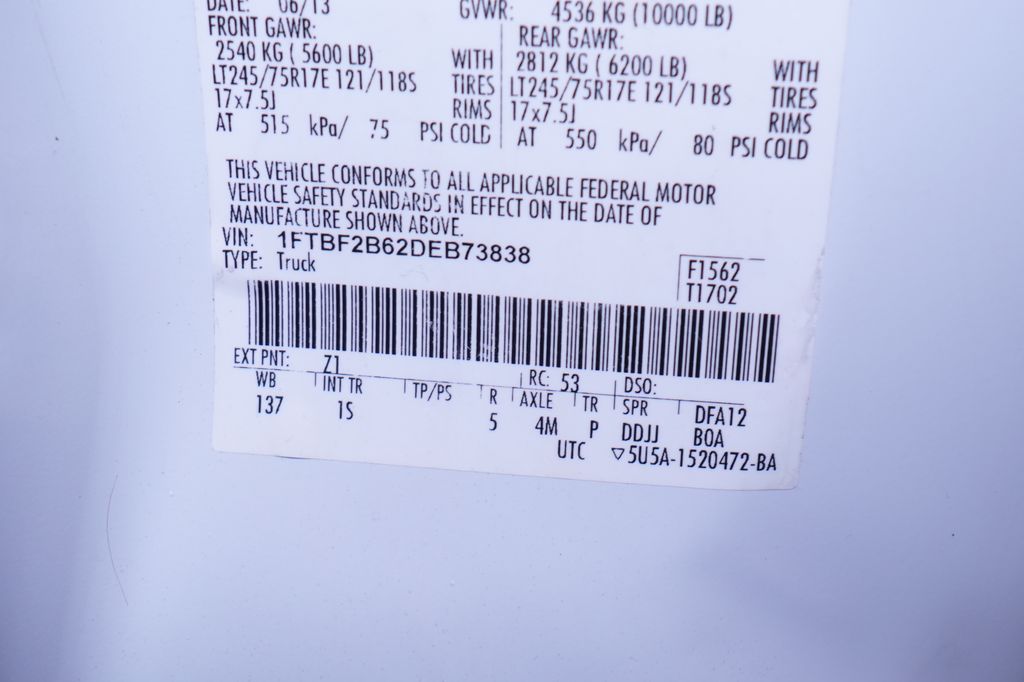 DATE: 06/13 GVWR: 4536 KG (10000 LB)
FRONT GAWR: REAR GAWR:
2540 KG ( 5600 LB) WITH 2812 KG ( 6200 LB) WITH
LT245/75R17E 121/118S TIRES LT245/75R17E 121/118S TIRES
17x7.5J RIMS 17x7.5J RIMS
AT 515 kPa/ 75 PSI COLD AT 550 kPa/ 80 PSI COLD
THIS VEHICLE CONFORMS TO ALL APPLICABLE FEDERAL MOTOR
VEHICLE SAFETY STANDARDS IN EFFECT ON THE DATE OF
MANUFACTURE SHOWN ABOVE.
VIN: 1FTBF2B62DEB73838
TYPE: Truck
F1562
T1702
EXT PNT: Z1 RC: 53 DSO:
WB INT TR TP/PS R AXLE TR SPR DFA12
137 1S 5 4M P DDJJ B0A
UTC ▽5U5A-1520472-BA